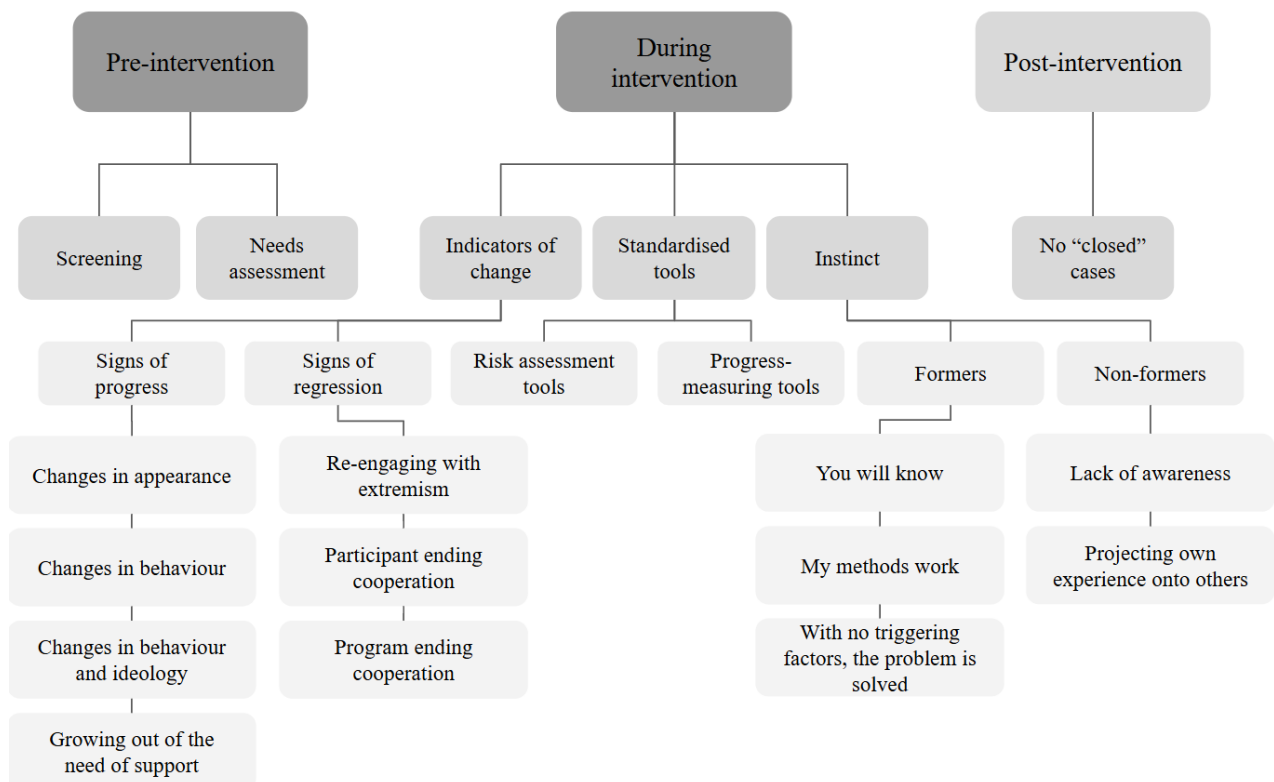 Pre-intervention
During
intervention
Post-intervention
Screening
Needs
assessment
Indicators of
change
Standardised
tools
Instinct
No “closed”
cases
Signs of
progress
Signs of
regression
Risk assessment
tools
Progress-
measuring tools
Formers
Non-formers
Changes in appearance
Re-engaging with
extremism
You will know
Lack of awareness
Changes in behaviour
Participant ending
cooperation
My methods work
Projecting own
experience onto others
Changes in behaviour
and ideology
Program ending
cooperation
With no triggering
factors, the problem is
solved
Growing out of the
need of support